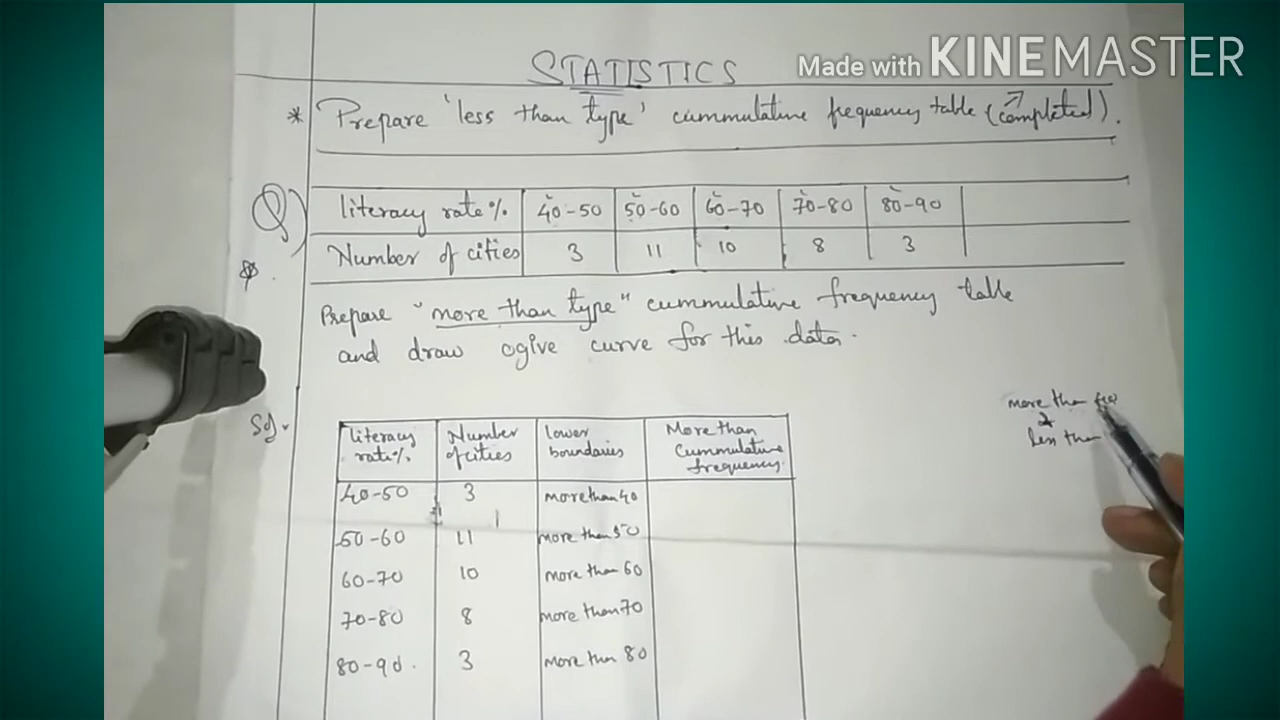 Made with KINEMASTER
STATISTICS
* Prepare 'less than type' cummulative frequency table (completed).
Q) literacy rate% 40-50 50-60 60-70 70-80 80-90
Number of cities 3 11 10 8 3
Prepare "more than type" cummulative frequency table
and draw ogive curve for this data.
more than
&
less than
Sol.
literacy rate% Number of cities lower boundaries More than Cummulative frequency
40-50 3 more than 40
50-60 11 more than 50
60-70 10 more than 60
70-80 8 more than 70
80-90. 3 more than 80